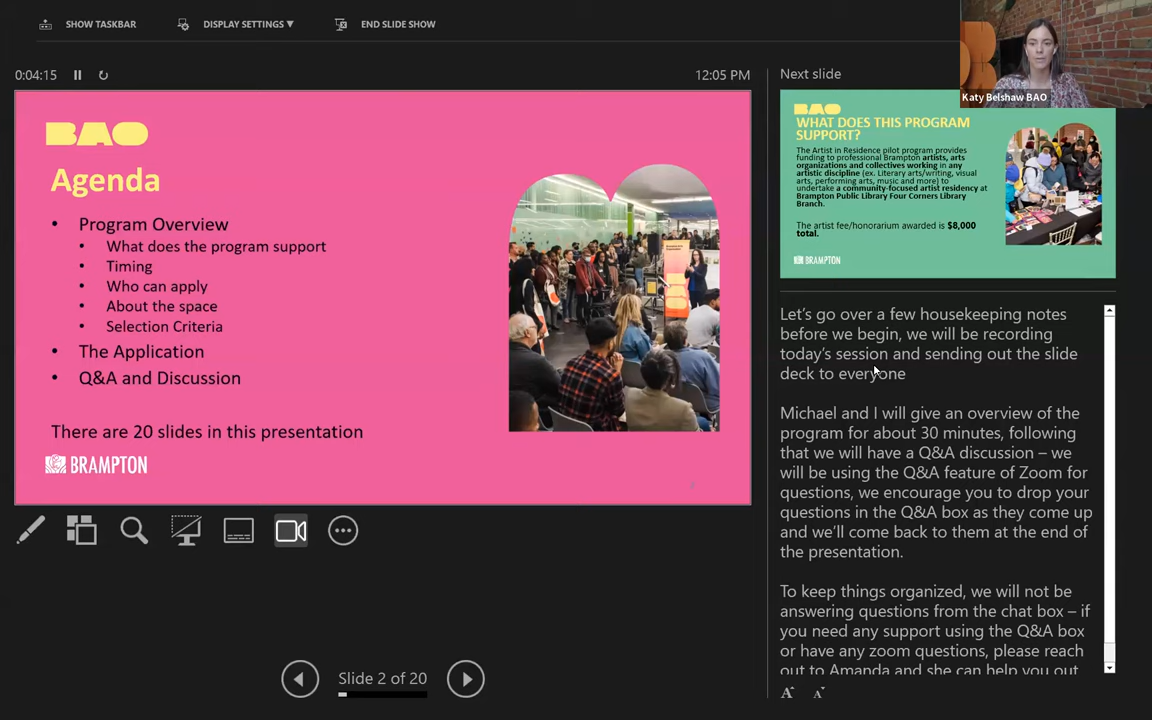 SHOW TASKBAR
DISPLAY SETTINGS ▼
END SLIDE SHOW
0:04:15
12:05 PM
BAO
Agenda
• Program Overview
• What does the program support
• Timing
• Who can apply
• About the space
• Selection Criteria
• The Application
• Q&A and Discussion
There are 20 slides in this presentation
BRAMPTON
Slide 2 of 20
Next slide
Katy Belshaw BAO
BAO
WHAT DOES THIS PROGRAM
SUPPORT?
The Artist in Residence pilot program provides
funding to professional Brampton artists, arts
organizations and collectives working in any
artistic discipline (ex. Literary arts/writing, visual
arts, performing arts, music and more) to
undertake a community-focused artist residency at
Brampton Public Library Four Corners Library
Branch.
The artist fee/honorarium awarded is $8,000
total.
BRAMPTON
Let's go over a few housekeeping notes
before we begin, we will be recording
today's session and sending out the slide
deck to everyone
Michael and I will give an overview of the
program for about 30 minutes, following
that we will have a Q&A discussion – we
will be using the Q&A feature of Zoom for
questions, we encourage you to drop your
questions in the Q&A box as they come up
and we'll come back to them at the end of
the presentation.
To keep things organized, we will not be
answering questions from the chat box – if
you need any support using the Q&A box
or have any zoom questions, please reach
out to Amanda and she can help you out
A A